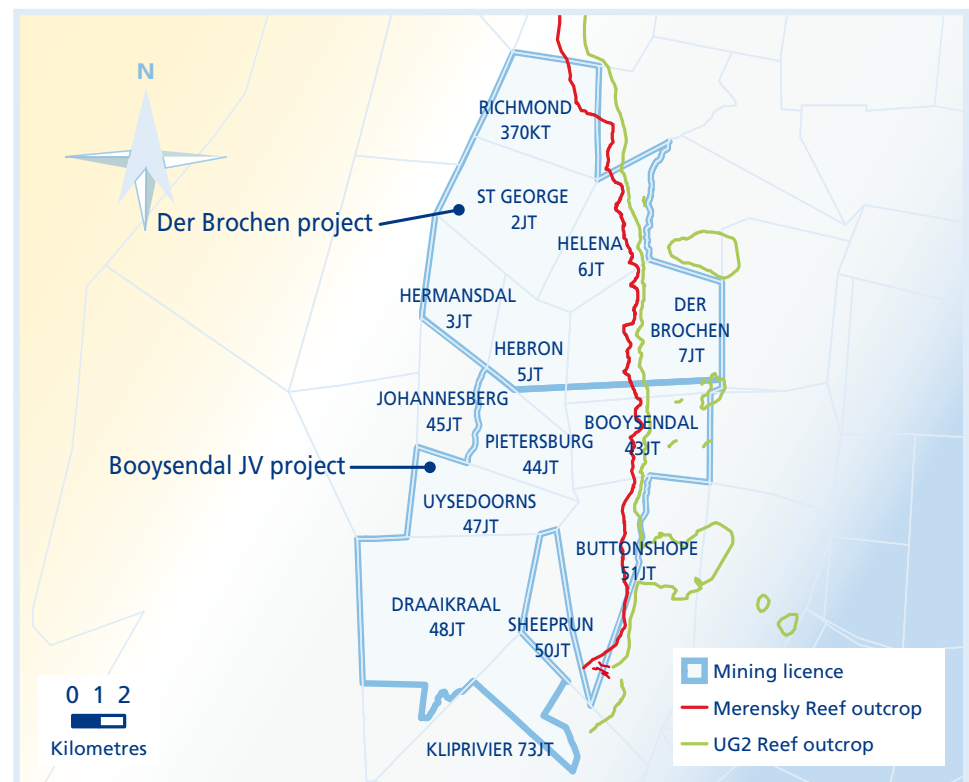 N
RICHMOND
370KT
ST GEORGE
2JT
Der Brochen project
HELENA
6JT
HERMANSDAL
3JT
DER
BROCHEN
7JT
HEBRON
5JT
JOHANNESBERG
45JT
BOOYSENDAL
43JT
PIETERSBURG
44JT
Booysendal JV project
UYSEDOORNS
47JT
BUTTONSHOPE
51JT
DRAAIKRAAL
48JT
SHEEPRUN
50JT
KLIPRIVIER 73JT
0 1 2
Kilometres
Mining licence
Merensky Reef outcrop
UG2 Reef outcrop